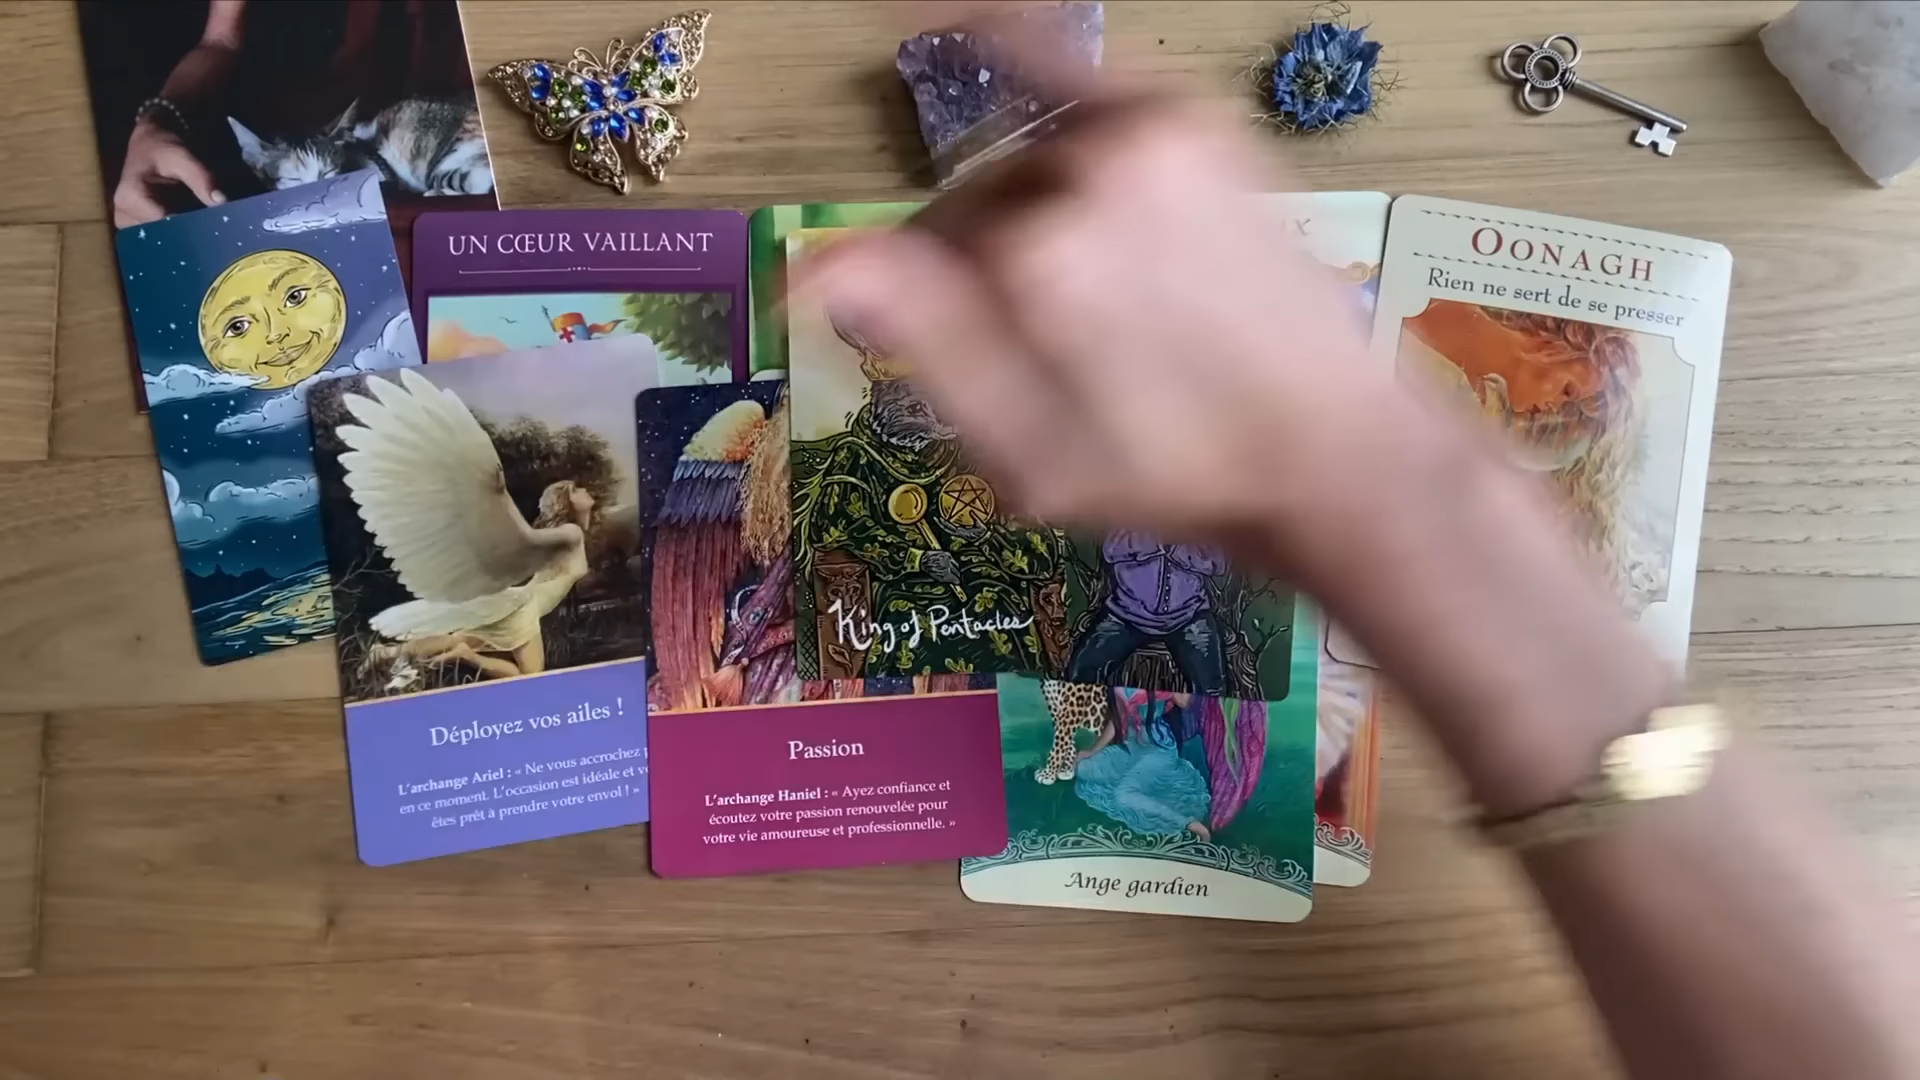 UN CŒUR VAILLANT
OONAGH
Rien ne sert de se presser
King of Pentacles
Déployez vos ailes !
L'archange Ariel : « Ne vous accrochez
en ce moment. L'occasion est idéale et
êtes prêt à prendre votre envol ! »
Passion
L'archange Haniel : « Ayez confiance et
écoutez votre passion renouvelée pour
votre vie amoureuse et professionnelle. »
Ange gardien